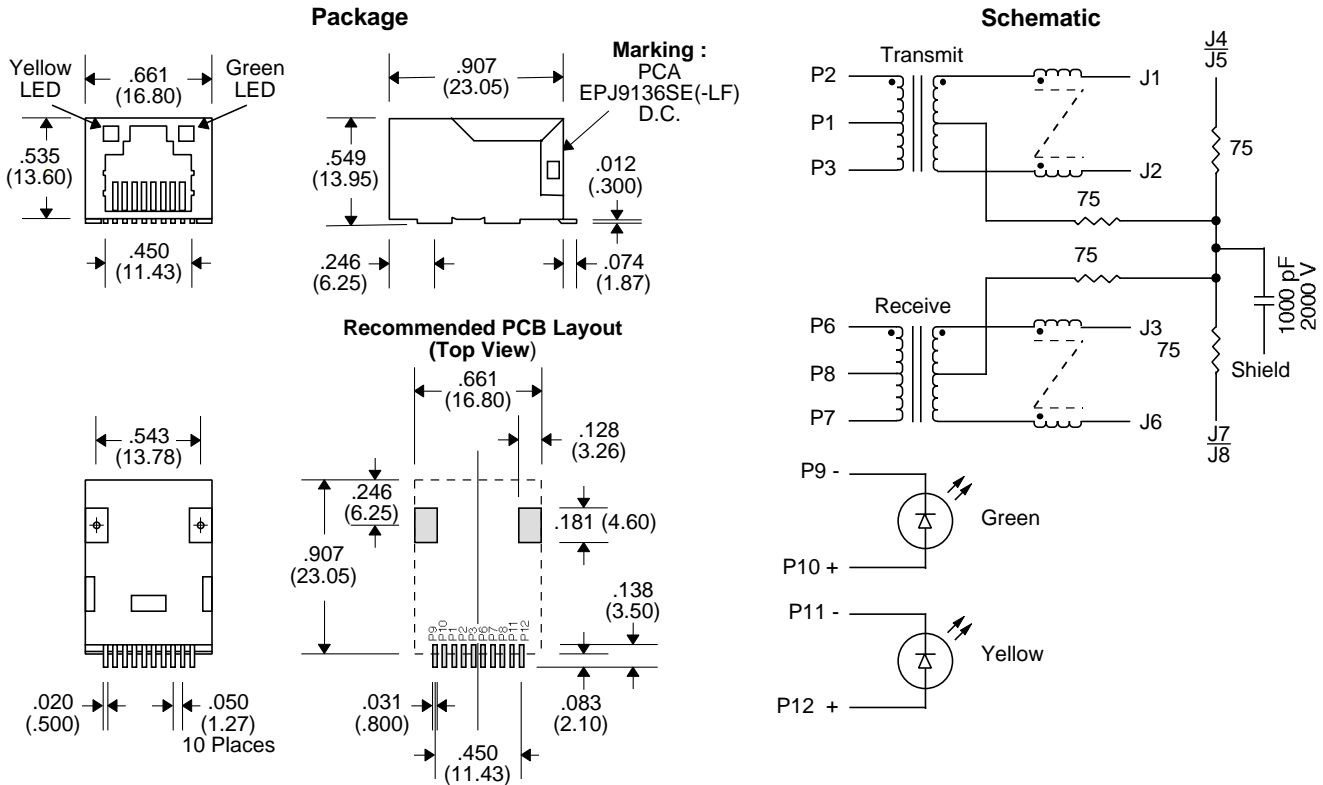 Package
Yellow
LED
.661
(16.80)
Green
LED
.535
(13.60)
.450
(11.43)
.907
(23.05)
Marking :
PCA
EPJ9136SE(-LF)
D.C.
.549
(13.95)
.012
(.300)
.246
(6.25)
.074
(1.87)
.543
(13.78)
.020
(.500)
.050
(1.27)
10 Places
Recommended PCB Layout
(Top View)
.661
(16.80)
.128
(3.26)
.246
(6.25)
.181 (4.60)
.907
(23.05)
.138
(3.50)
P9
P10
P1
P2
P3
P6
P7
P8
P11
P12
.031
(.800)
.083
(2.10)
.450
(11.43)
Schematic
Transmit
P2
P1
P3
J1
J2
J4
J5
75
75
75
Receive
P6
P8
P7
J3
75
J6
1000 pF
2000 V
Shield
J7
J8
P9 -
Green
P10 +
P11 -
Yellow
P12 +